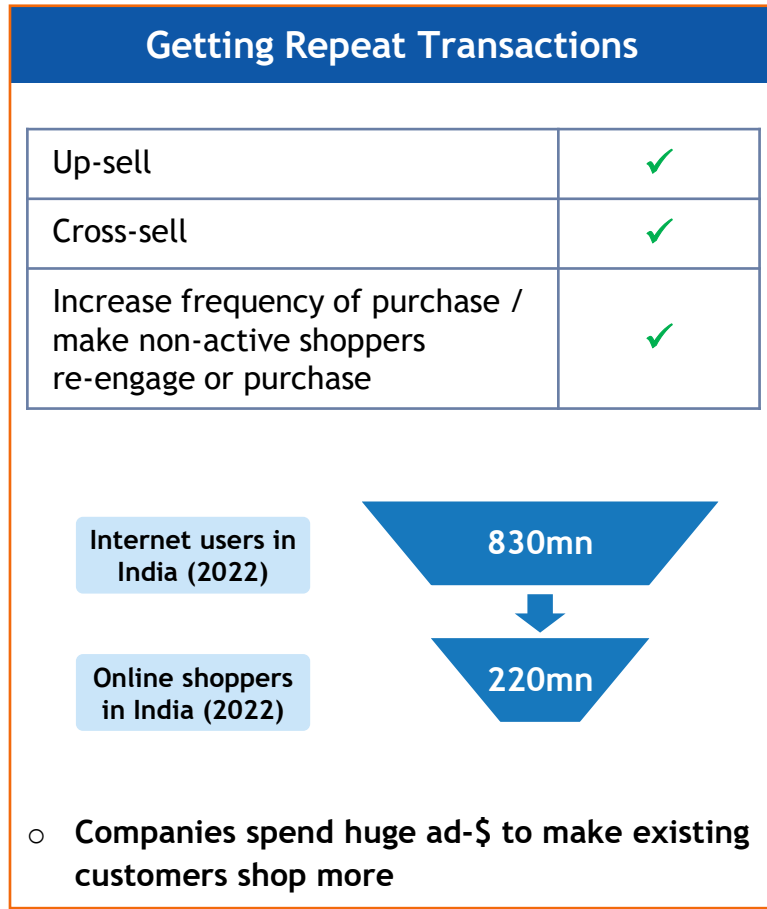 Getting Repeat Transactions
Up-sell ✓
Cross-sell ✓
Increase frequency of purchase /
make non-active shoppers ✓
re-engage or purchase
Internet users in
India (2022)
830mn
Online shoppers
in India (2022)
220mn
o Companies spend huge ad-$ to make existing
customers shop more